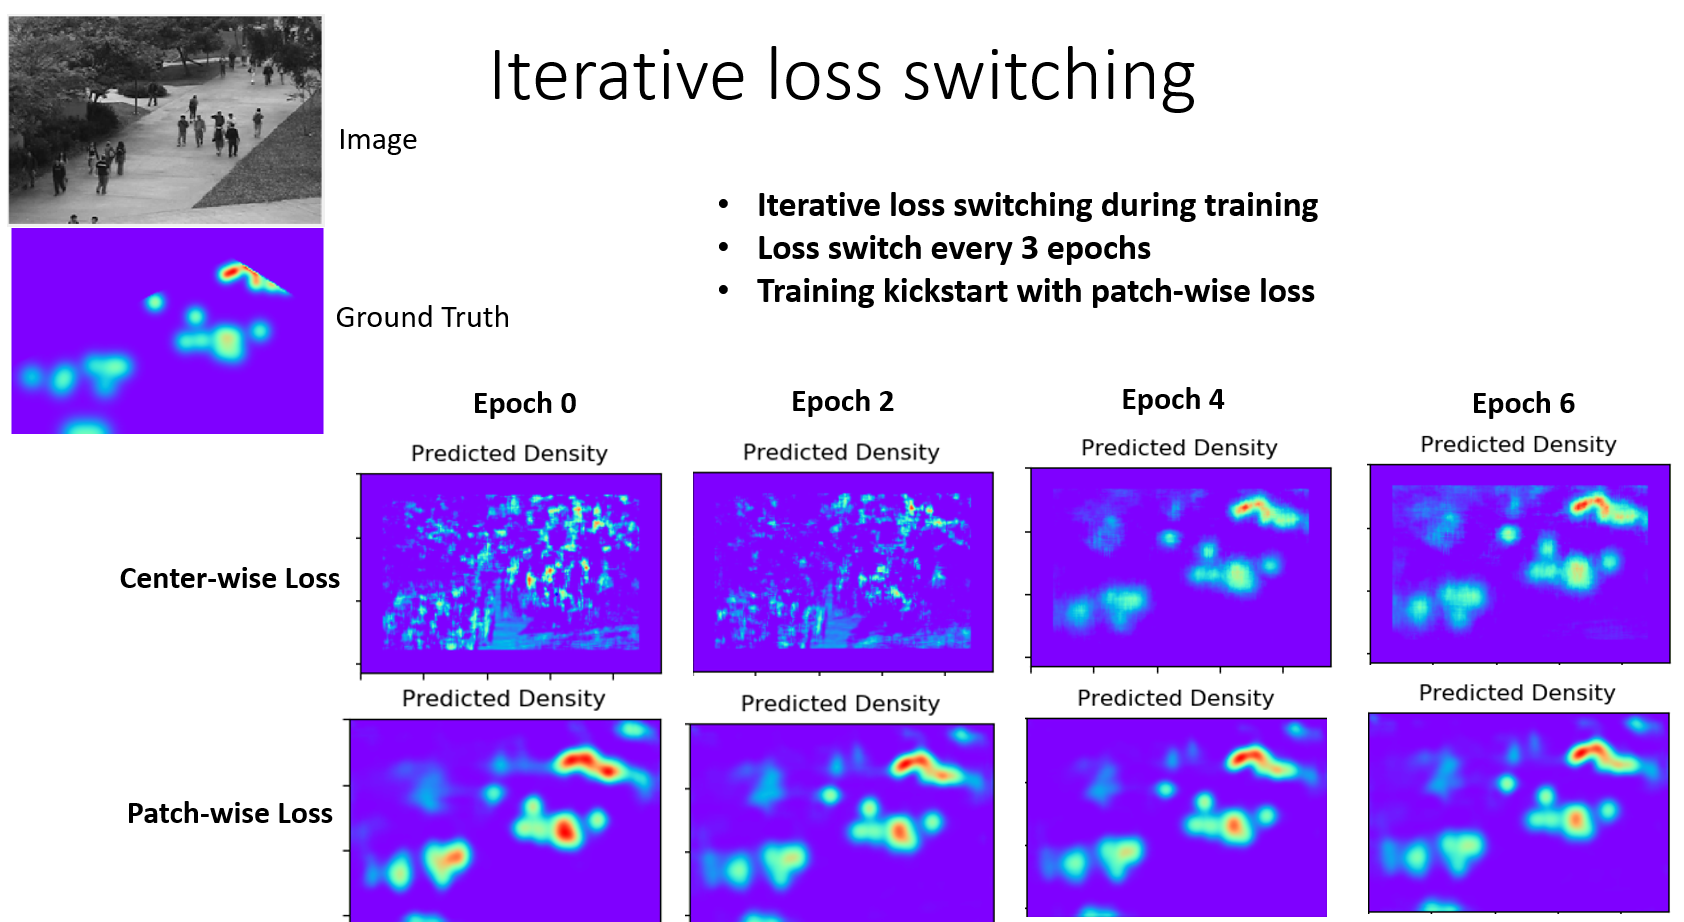 Iterative loss switching
Image
• Iterative loss switching during training
• Loss switch every 3 epochs
• Training kickstart with patch-wise loss
Ground Truth
Epoch 0
Epoch 2
Epoch 4
Epoch 6
Predicted Density
Predicted Density
Predicted Density
Predicted Density
Center-wise Loss
Predicted Density
Predicted Density
Predicted Density
Predicted Density
Patch-wise Loss